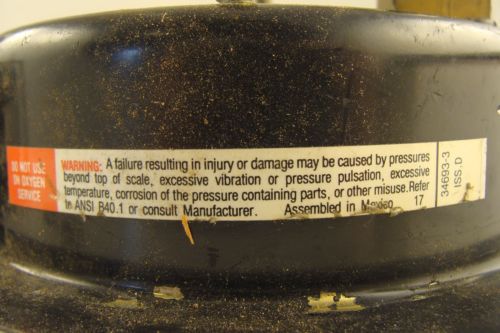 DO NOT USE
ON OXYGEN
SERVICE
WARNING: A failure resulting in injury or damage may be caused by pressures
beyond top of scale, excessive vibration or pressure pulsation, excessive
temperature, corrosion of the pressure containing parts, or other misuse. Refer
to ANSI B40.1 or consult Manufacturer. Assembled in Mexico 17
34693-3
ISS.D